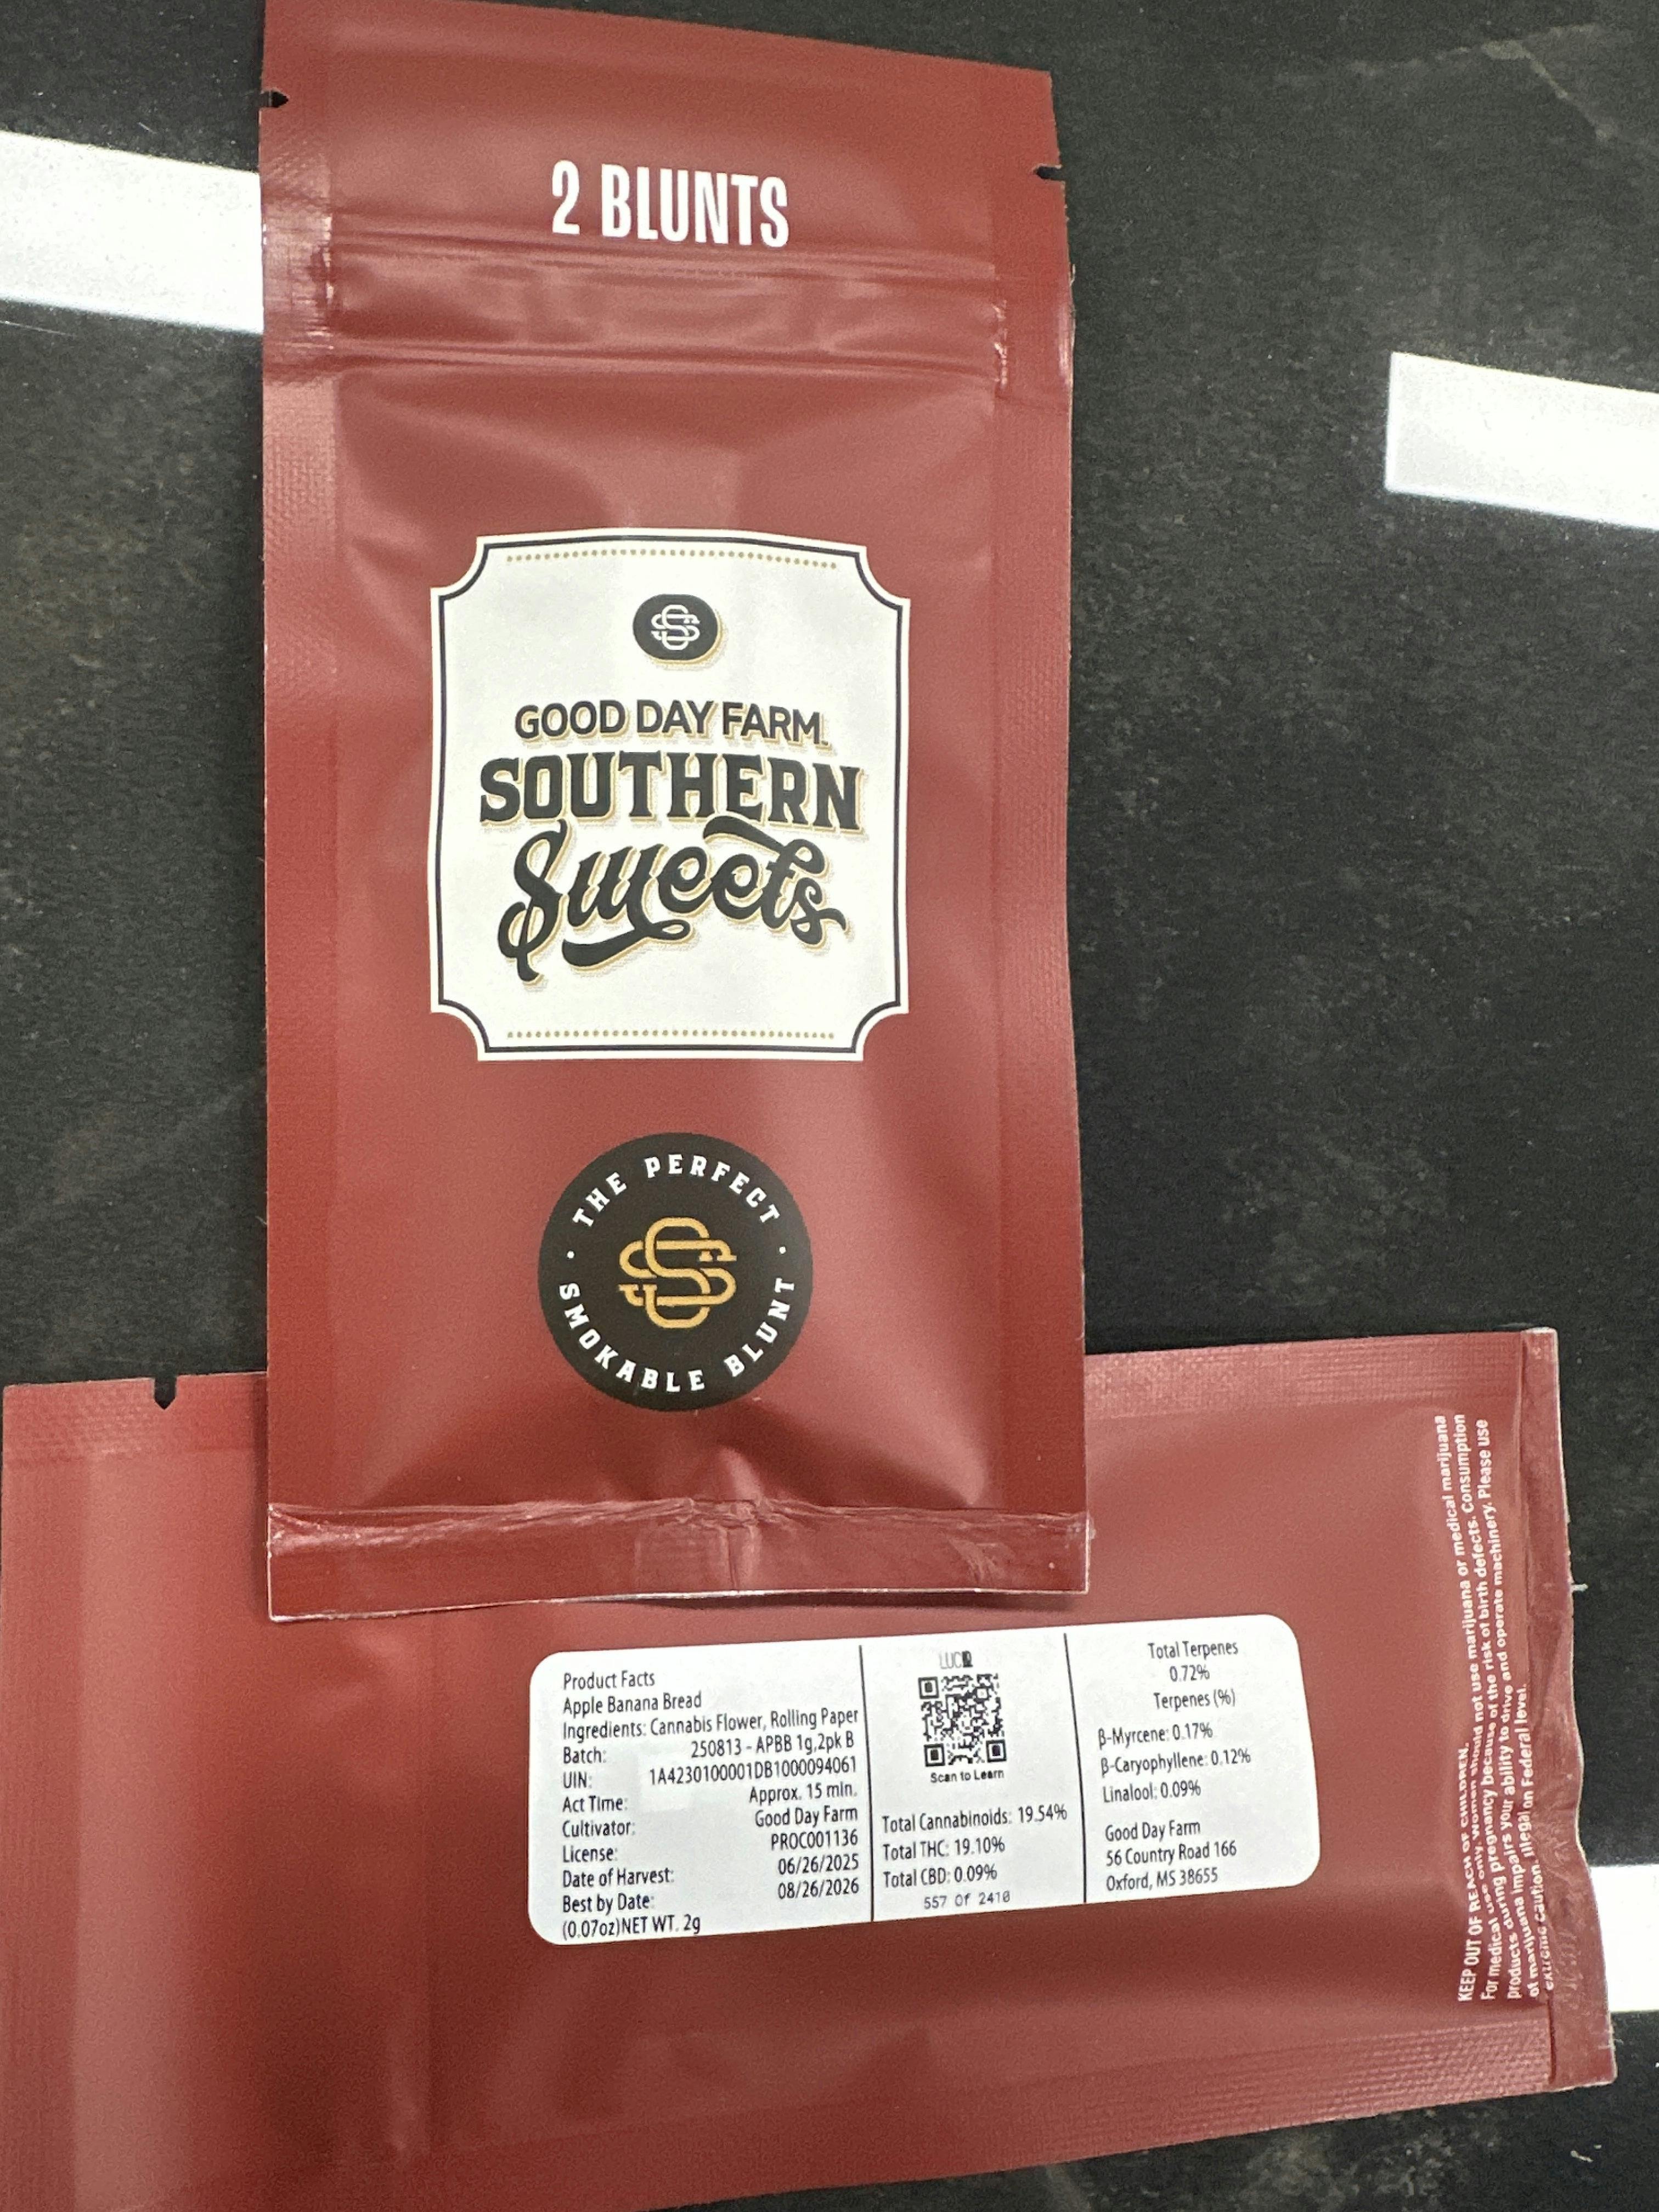 2 BLUNTS
GOOD DAY FARM
SOUTHERN
Sweets
THE PERFECT
SMOKABLE BLUNT
Product Facts
Apple Banana Bread
Ingredients: Cannabis Flower, Rolling Paper
Batch: 250813 - APBB 1g,2pk B
UIN: 1A4230100001DB1000094061
Act Time: Approx. 15 min.
Cultivator: Good Day Farm
License: PROC001136
Date of Harvest: 06/26/2025
Best by Date: 08/26/2026
(0.07oz)NET WT. 2g
LUCID
Scan to Learn
Total Cannabinoids: 19.54%
Total THC: 19.10%
Total CBD: 0.09%
557 Of 2410
Total Terpenes
0.72%
Terpenes (%)
β-Myrcene: 0.17%
β-Caryophyllene: 0.12%
Linalool: 0.09%
Good Day Farm
56 Country Road 166
Oxford, MS 38655
KEEP OUT OF REACH OF CHILDREN.
For medical use only. Women should not use marijuana or medical marijuana
products during pregnancy because of the risk of birth defects. Consumption
of marijuana impairs your ability to drive and operate machinery. Please use
extreme caution. Illegal on Federal level.